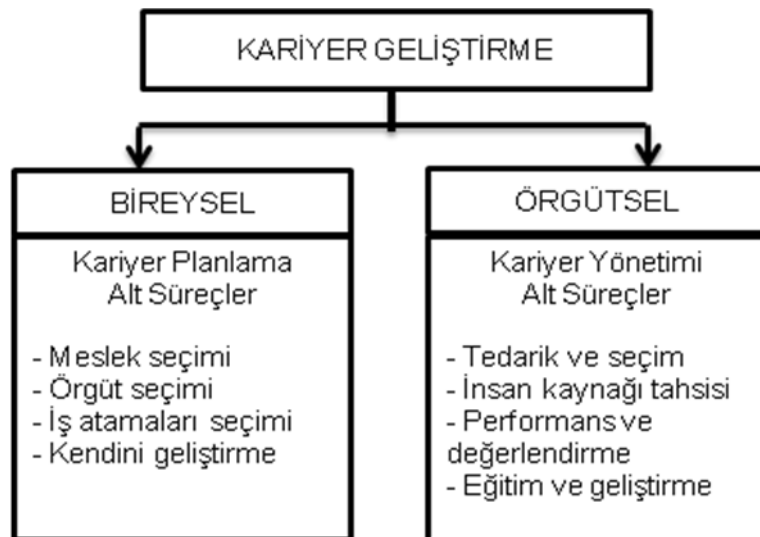 KARİYER GELİŞTİRME
BİREYSEL
Kariyer Planlama
Alt Süreçler
- Meslek seçimi
- Örgüt seçimi
- İş atamaları seçimi
- Kendini geliştirme
ÖRGÜTSEL
Kariyer Yönetimi
Alt Süreçler
- Tedarik ve seçim
- İnsan kaynağı tahsisi
- Performans ve
değerlendirme
- Eğitim ve geliştirme